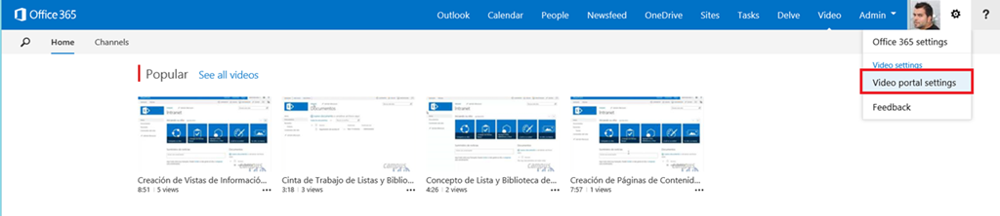 Office 365
Outlook Calendar People Newsfeed OneDrive Sites Tasks Delve Video Admin ?
Home Channels
Office 365 settings
Video settings
Video portal settings
Feedback
Popular See all videos
Intranet
Documentos
Intranet
Intranet
Creación de Vistas de Informació...
8:51 5 views
Cinta de Trabajo de Listas y Biblio...
3:18 3 views
Concepto de Lista y Biblioteca de...
4:26 2 views
Creación de Páginas de Contenid...
7:57 1 views